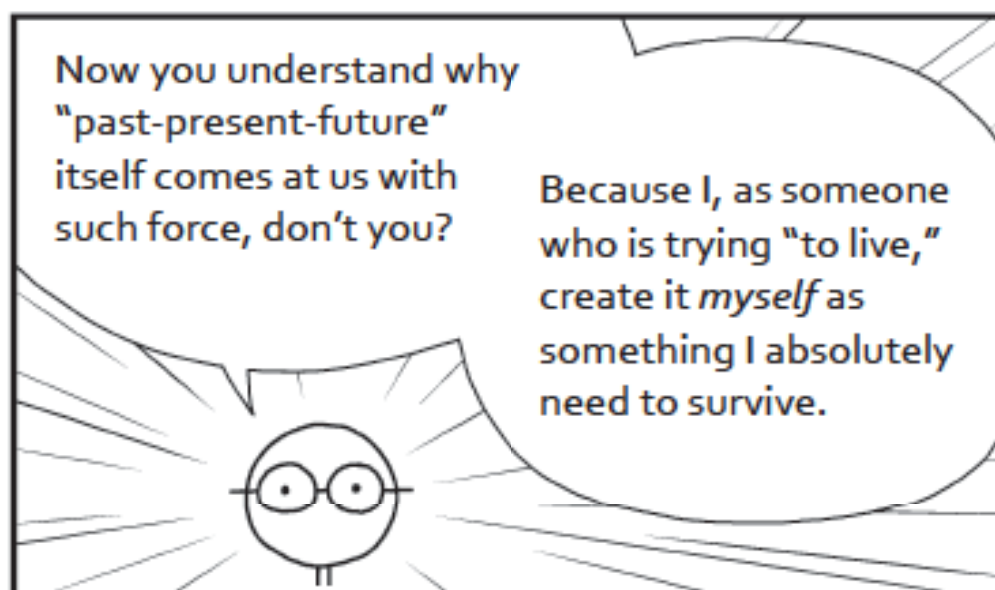 Now you understand why
“past-present-future”
itself comes at us with
such force, don’t you?
Because I, as someone
who is trying “to live,”
create it myself as
something I absolutely
need to survive.